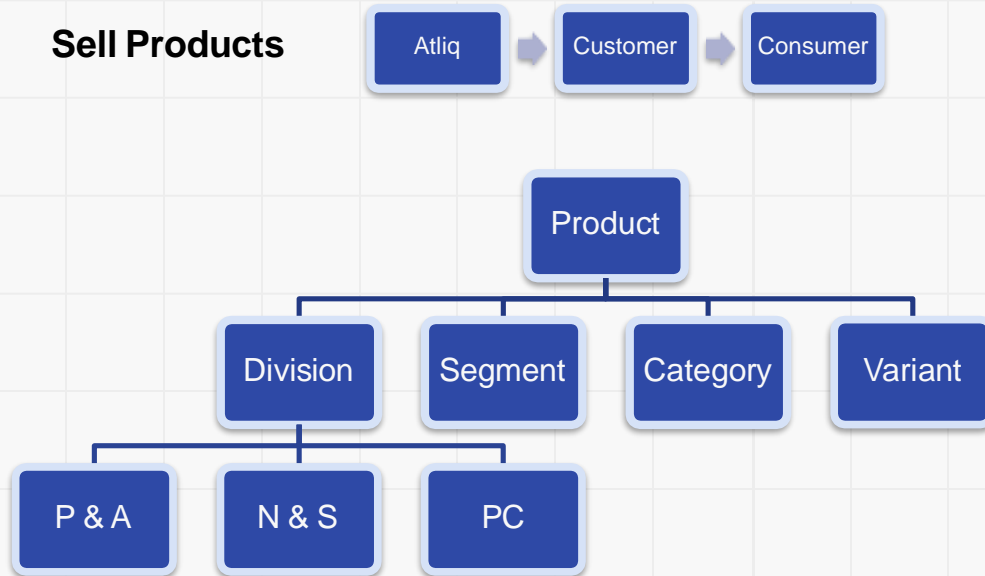 Sell Products
Atliq
Customer
Consumer
Product
Division
Segment
Category
Variant
P & A
N & S
PC